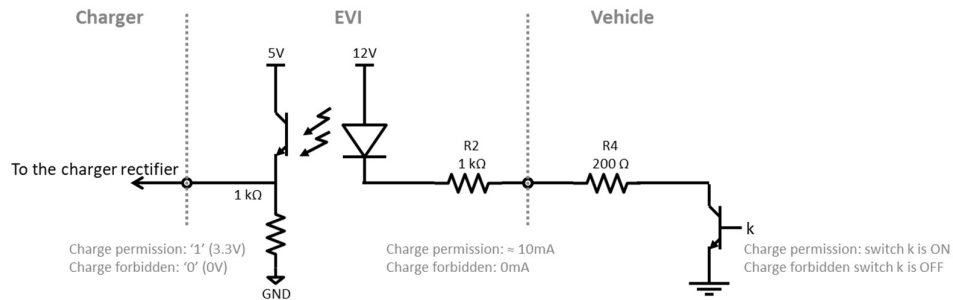 Charger
EVI
Vehicle
5V
12V
R2
1 kΩ
R4
200 Ω
To the charger rectifier
1 kΩ
k
Charge permission: ‘1’ (3.3V)
Charge forbidden: ‘0’ (0V)
Charge permission: ≈ 10mA
Charge forbidden: 0mA
Charge permission: switch k is ON
Charge forbidden switch k is OFF
GND